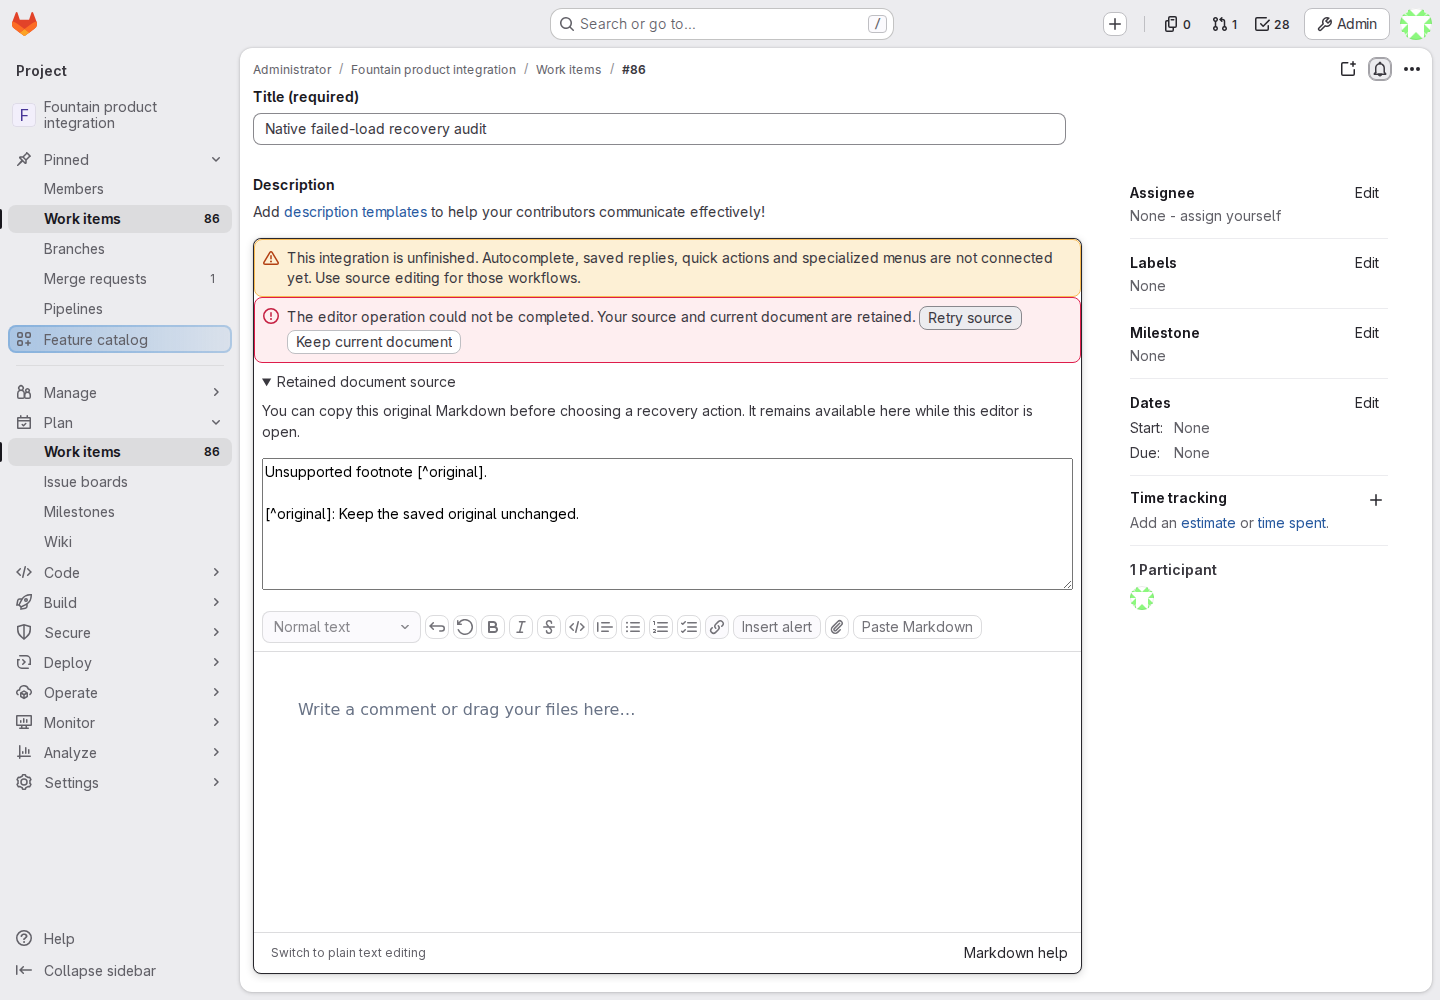 Search or go to...
/
0
1
28
Admin
Project
F
Fountain product integration
Pinned
Members
Work items
86
Branches
Merge requests
1
Pipelines
Feature catalog
Manage
Plan
Work items
86
Issue boards
Milestones
Wiki
Code
Build
Secure
Deploy
Operate
Monitor
Analyze
Settings
Help
Collapse sidebar
Administrator / Fountain product integration / Work items / #86
Title (required)
Native failed-load recovery audit
Description
Add description templates to help your contributors communicate effectively!
This integration is unfinished. Autocomplete, saved replies, quick actions and specialized menus are not connected
yet. Use source editing for those workflows.
The editor operation could not be completed. Your source and current document are retained. Retry source
Keep current document
Retained document source
You can copy this original Markdown before choosing a recovery action. It remains available here while this editor is
open.
Unsupported footnote [^original].
[^original]: Keep the saved original unchanged.
Normal text
Insert alert
Paste Markdown
Write a comment or drag your files here…
Switch to plain text editing
Markdown help
Assignee
Edit
None - assign yourself
Labels
Edit
None
Milestone
Edit
None
Dates
Edit
Start: None
Due: None
Time tracking
Add an estimate or time spent.
1 Participant